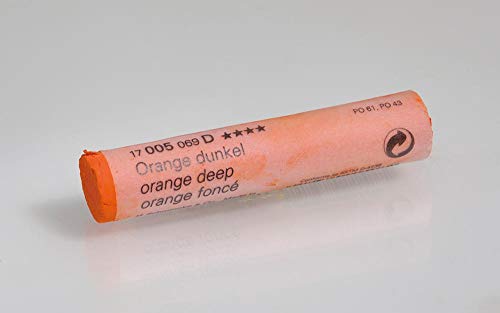 17 005 069 D ★★★★
Orange dunkel
orange deep
orange foncé
PO 61, PO 43